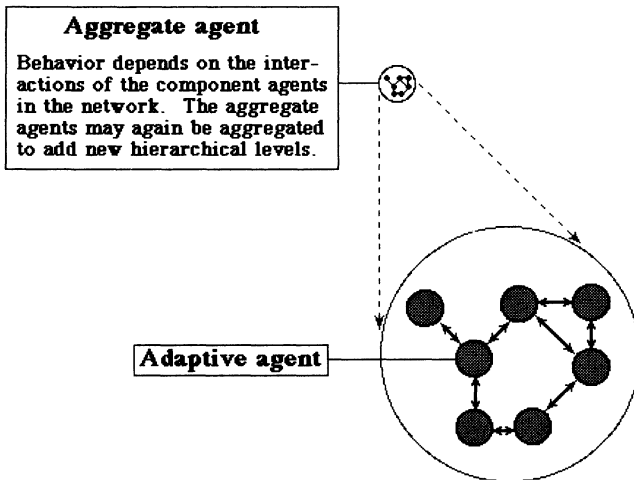 Aggregate agent
Behavior depends on the inter-
actions of the component agents
in the network. The aggregate
agents may again be aggregated
to add new hierarchical levels.
Adaptive agent